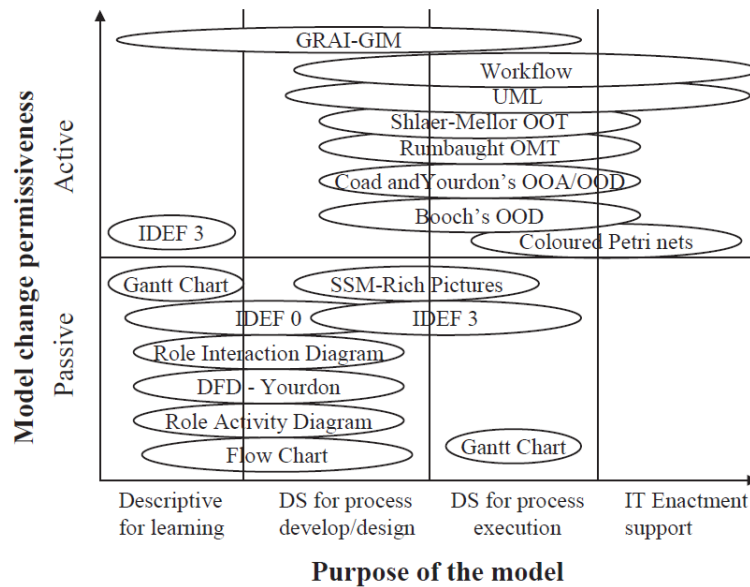 Model change permissiveness
Active
Passive
GRAI-GIM
Workflow
UML
Shlaer-Mellor OOT
Rumbaught OMT
Coad andYourdon's OOA/OOD
Booch's OOD
IDEF 3
Coloured Petri nets
Gantt Chart
SSM-Rich Pictures
IDEF 0
IDEF 3
Role Interaction Diagram
DFD - Yourdon
Role Activity Diagram
Flow Chart
Gantt Chart
Descriptive
for learning
DS for process
develop/design
DS for process
execution
IT Enactment
support
Purpose of the model